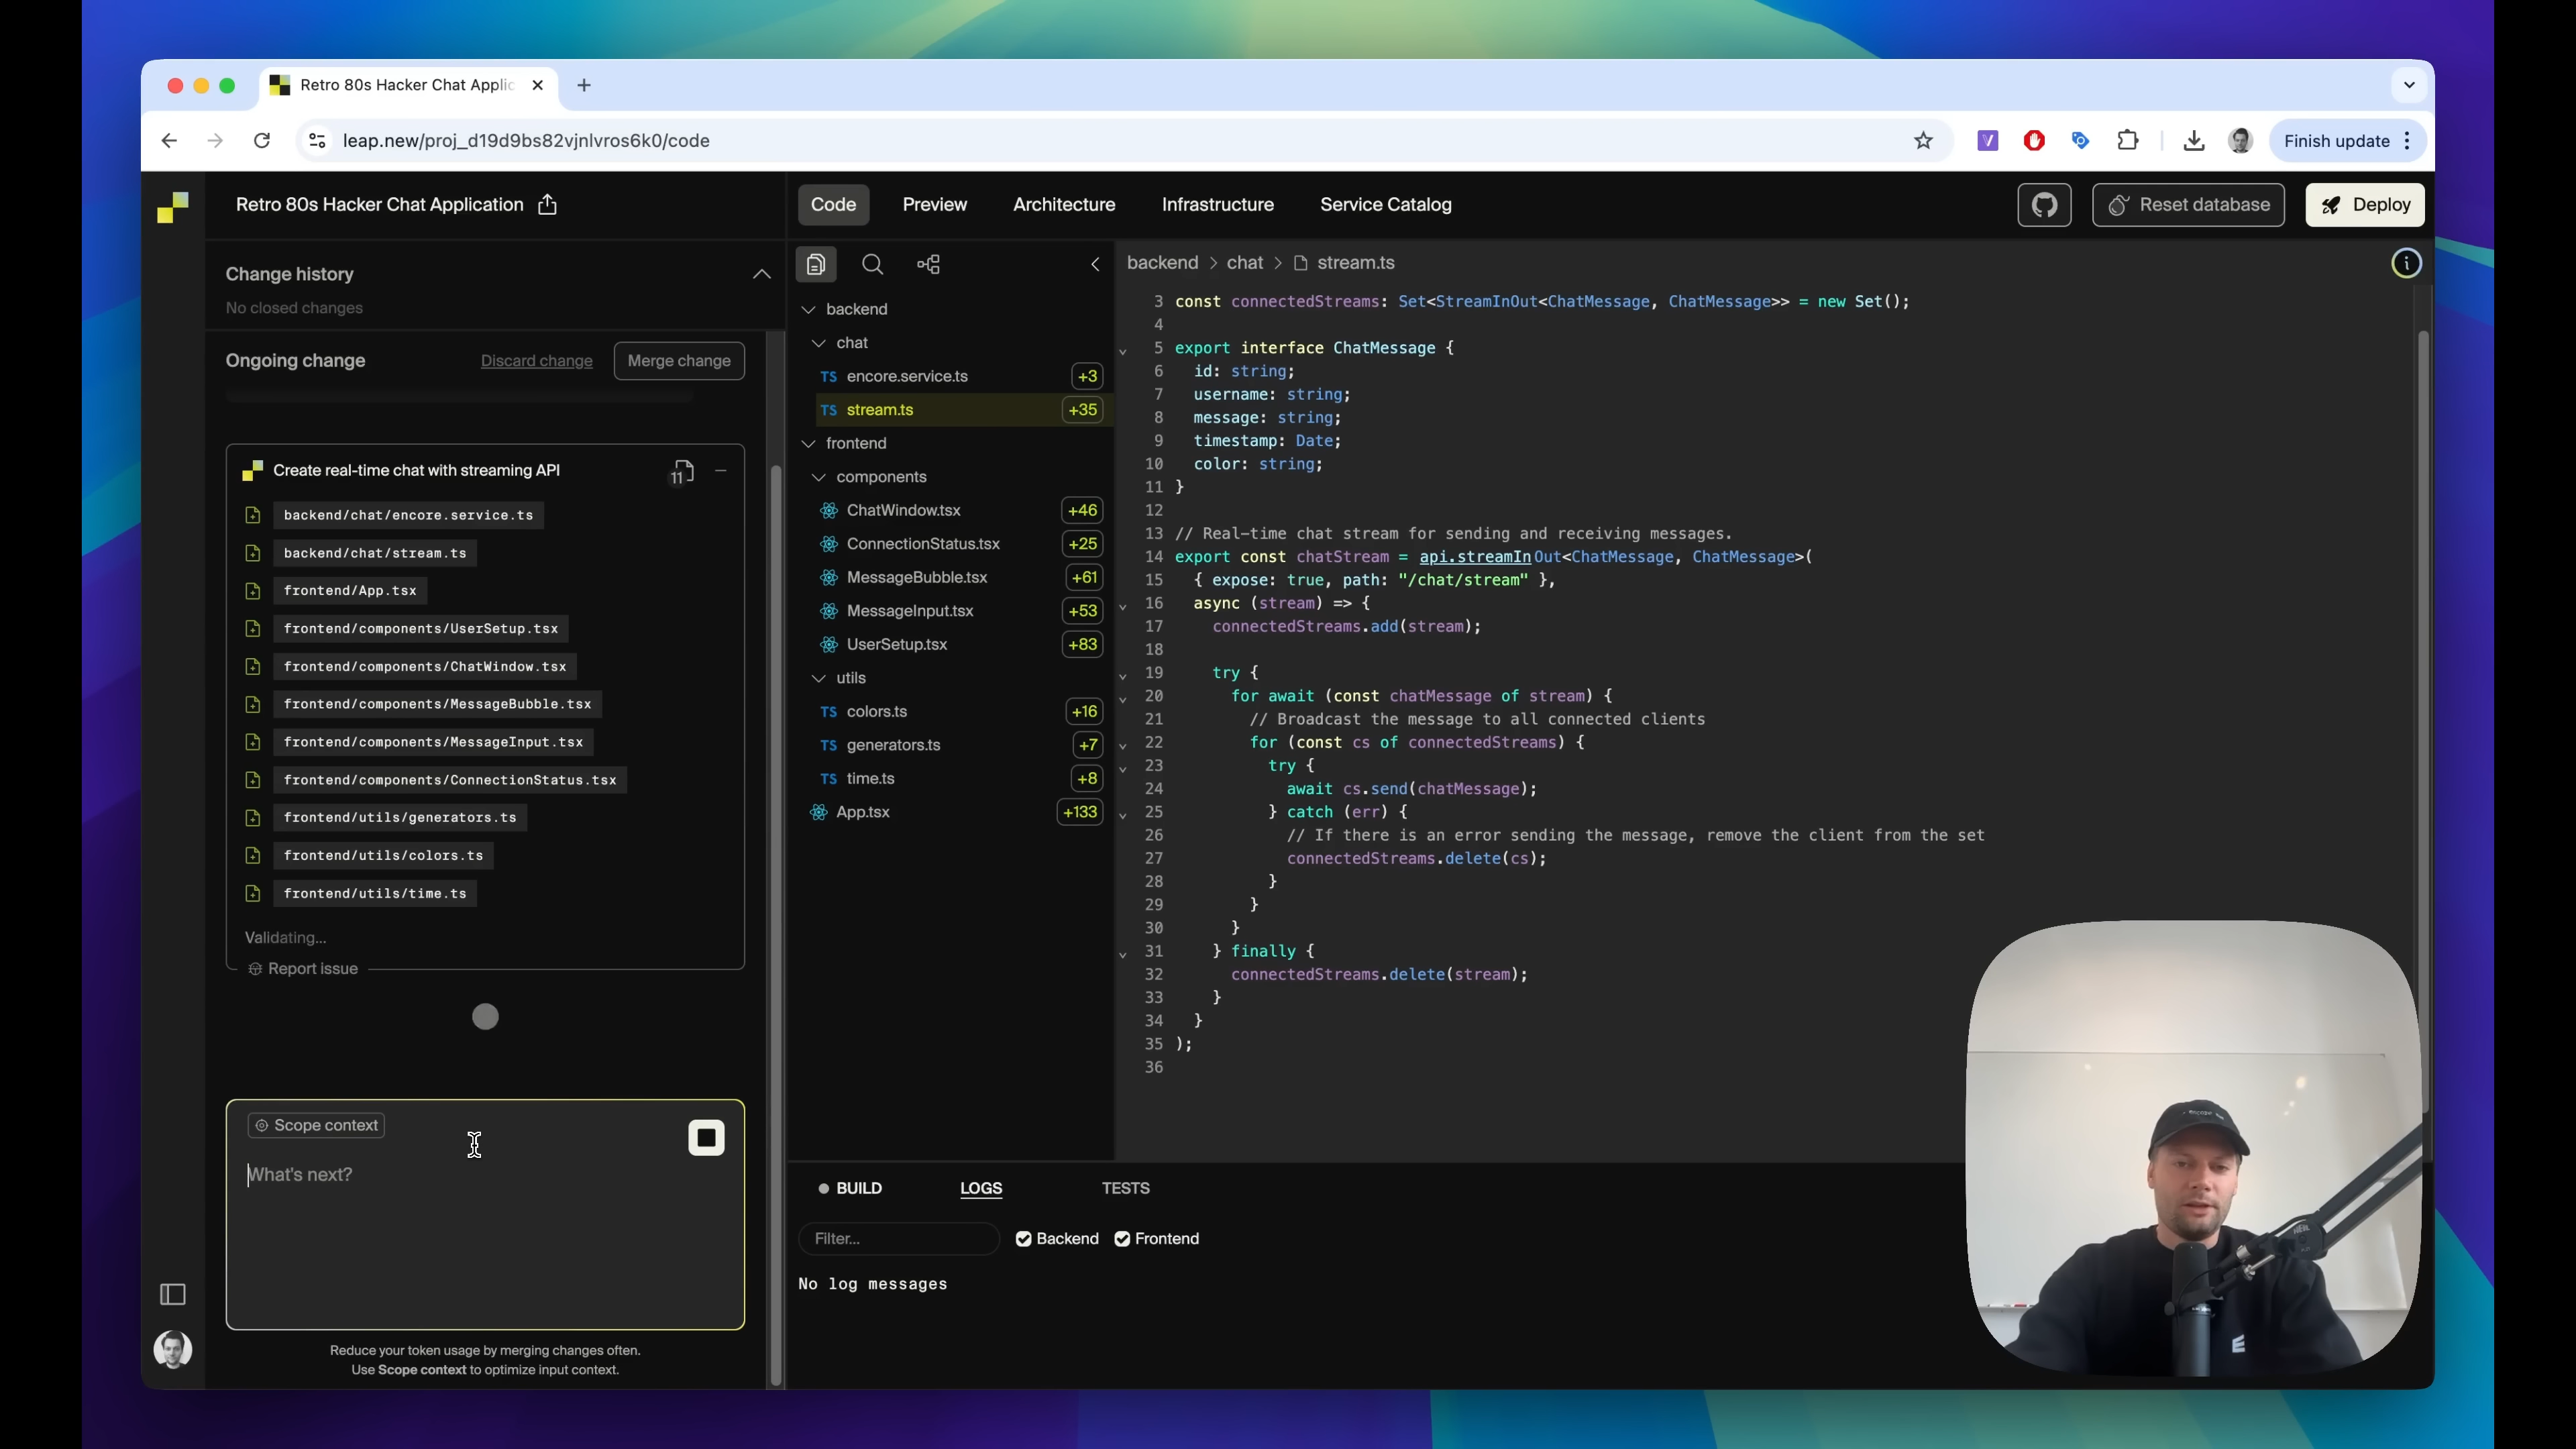 Retro 80s Hacker Chat Applic
leap.new/proj_d19d9bs82vjnlvros6k0/code
Finish update
Retro 80s Hacker Chat Application
Code
Preview
Architecture
Infrastructure
Service Catalog
Reset database
Deploy
Change history
No closed changes
Ongoing change
Discard change
Merge change
Create real-time chat with streaming API
11
backend/chat/encore.service.ts
backend/chat/stream.ts
frontend/App.tsx
frontend/components/UserSetup.tsx
frontend/components/ChatWindow.tsx
frontend/components/MessageBubble.tsx
frontend/components/MessageInput.tsx
frontend/components/ConnectionStatus.tsx
frontend/utils/generators.ts
frontend/utils/colors.ts
frontend/utils/time.ts
Validating...
Report issue
Scope context
What's next?
Reduce your token usage by merging changes often.
Use Scope context to optimize input context.
backend
chat
TS encore.service.ts +3
TS stream.ts +35
frontend
components
ChatWindow.tsx +46
ConnectionStatus.tsx +25
MessageBubble.tsx +61
MessageInput.tsx +53
UserSetup.tsx +83
utils
TS colors.ts +16
TS generators.ts +7
TS time.ts +8
App.tsx +133
backend > chat > stream.ts
3 const connectedStreams: Set<StreamInOut<ChatMessage, ChatMessage>> = new Set();
4
5 export interface ChatMessage {
6 id: string;
7 username: string;
8 message: string;
9 timestamp: Date;
10 color: string;
11 }
12
13 // Real-time chat stream for sending and receiving messages.
14 export const chatStream = api.streamInOut<ChatMessage, ChatMessage>(
15 { expose: true, path: "/chat/stream" },
16 async (stream) => {
17 connectedStreams.add(stream);
18
19 try {
20 for await (const chatMessage of stream) {
21 // Broadcast the message to all connected clients
22 for (const cs of connectedStreams) {
23 try {
24 await cs.send(chatMessage);
25 } catch (err) {
26 // If there is an error sending the message, remove the client from the set
27 connectedStreams.delete(cs);
28 }
29 }
30 }
31 } finally {
32 connectedStreams.delete(stream);
33 }
34 }
35 );
36
BUILD
LOGS
TESTS
Filter...
Backend
Frontend
No log messages